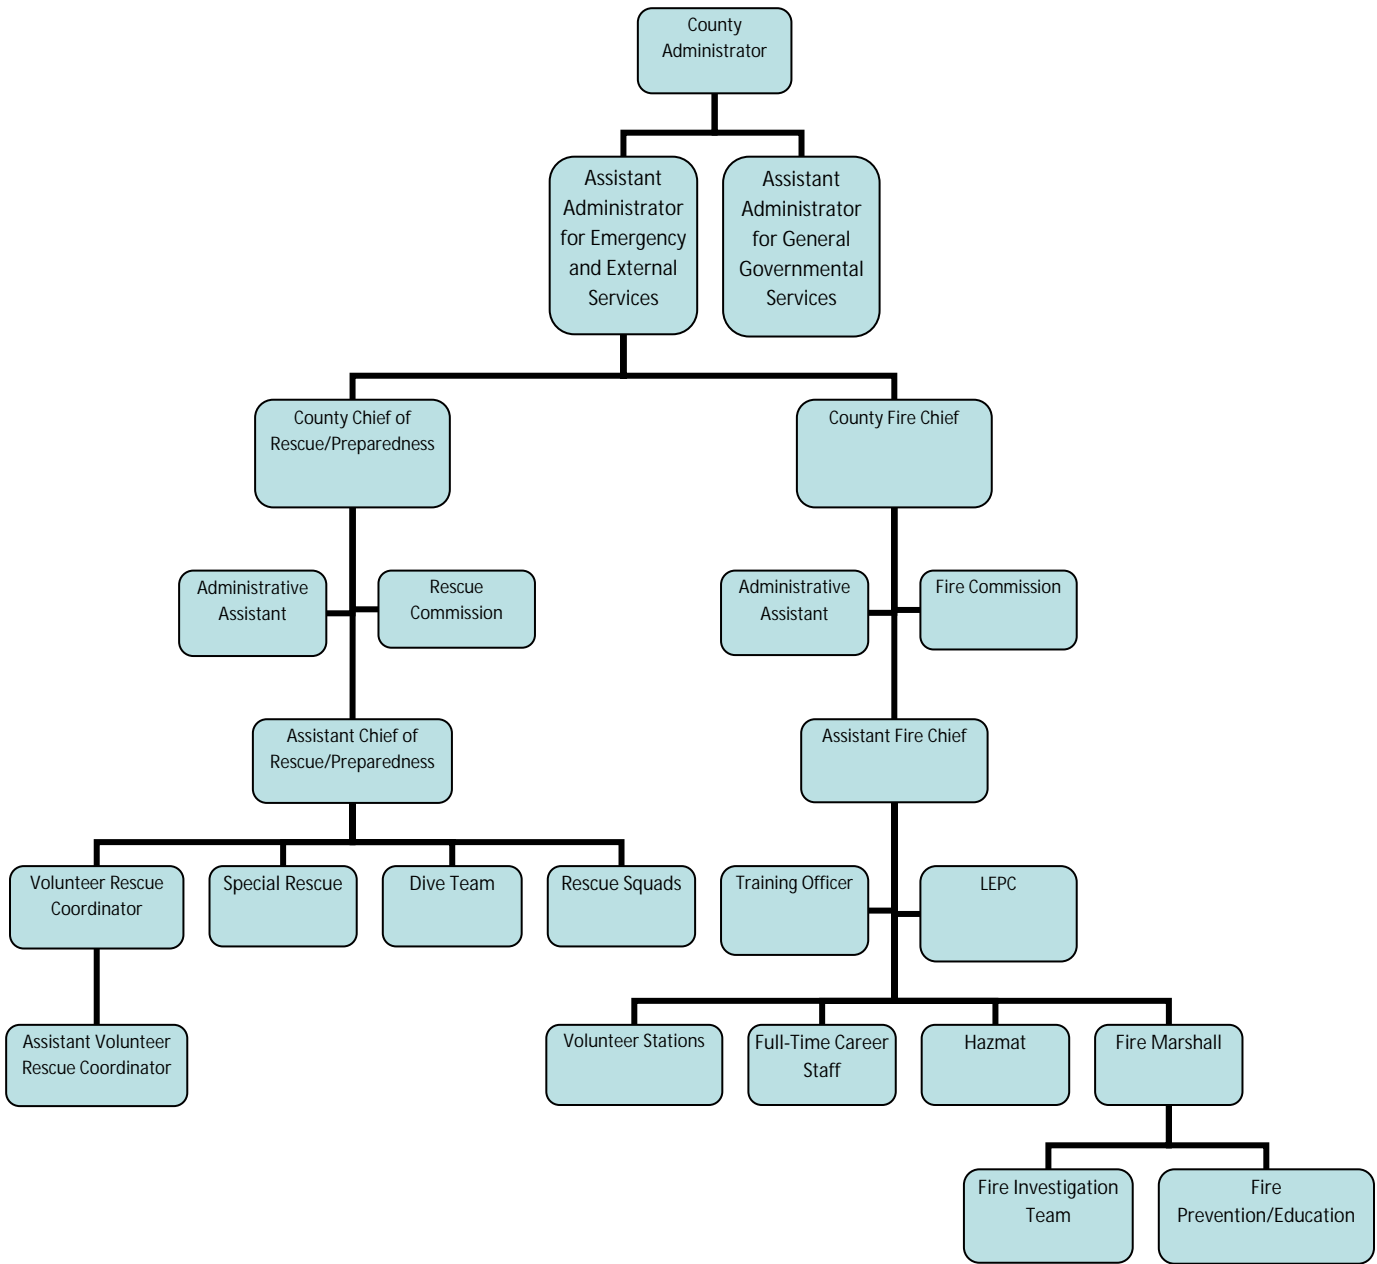 County
Administrator
Assistant
Administrator
for Emergency
and External
Services
Assistant
Administrator
for General
Governmental
Services
County Chief of
Rescue/Preparedness
County Fire Chief
Administrative
Assistant
Rescue
Commission
Administrative
Assistant
Fire Commission
Assistant Chief of
Rescue/Preparedness
Assistant Fire Chief
Volunteer Rescue
Coordinator
Special Rescue
Dive Team
Rescue Squads
Training Officer
LEPC
Assistant Volunteer
Rescue Coordinator
Volunteer Stations
Full-Time Career
Staff
Hazmat
Fire Marshall
Fire Investigation
Team
Fire
Prevention/Education